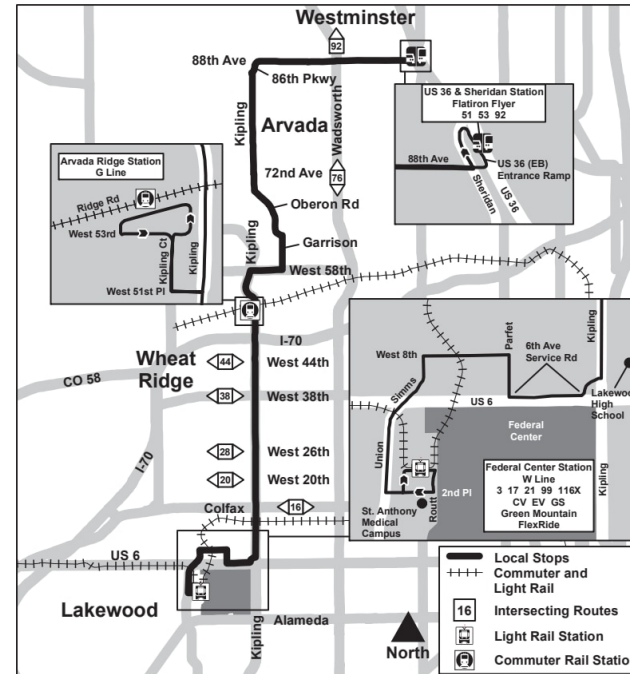 Westminster
92
88th Ave
86th Pkwy
Kipling
Arvada
Wadsworth
72nd Ave
76
Oberon Rd
Kipling
Garrison
West 58th
US 36 & Sheridan Station
Flatiron Flyer
51 53 92
88th Ave
US 36 (EB)
Entrance Ramp
Sheridan
US 36
Arvada Ridge Station
G Line
Ridge Rd
West 53rd
Kipling Ct
Kipling
West 51st Pl
I-70
Wheat
Ridge
CO 58
44
West 44th
38
West 38th
I-70
28
West 26th
20
West 20th
Colfax
16
US 6
Lakewood
Kipling
Alameda
West 8th
Parfet
6th Ave
Service Rd
Kipling
Simms
US 6
Lakewood
High
School
Federal
Center
Union
Federal Center Station
W Line
3 17 21 99 116X
CV EV GS
Green Mountain
FlexRide
Kipling
2nd Pl
Routt
St. Anthony
Medical
Campus
Local Stops
Commuter and
Light Rail
16
Intersecting Routes
Light Rail Station
Commuter Rail Statio
North